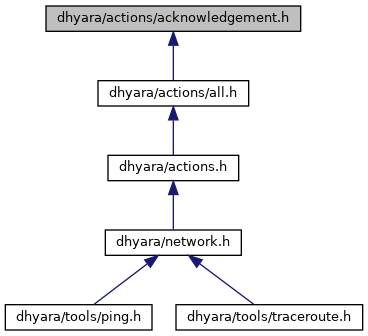 dhyara/actions/acknowledgement.h
dhyara/actions/all.h
dhyara/actions.h
dhyara/network.h
dhyara/tools/ping.h
dhyara/tools/traceroute.h